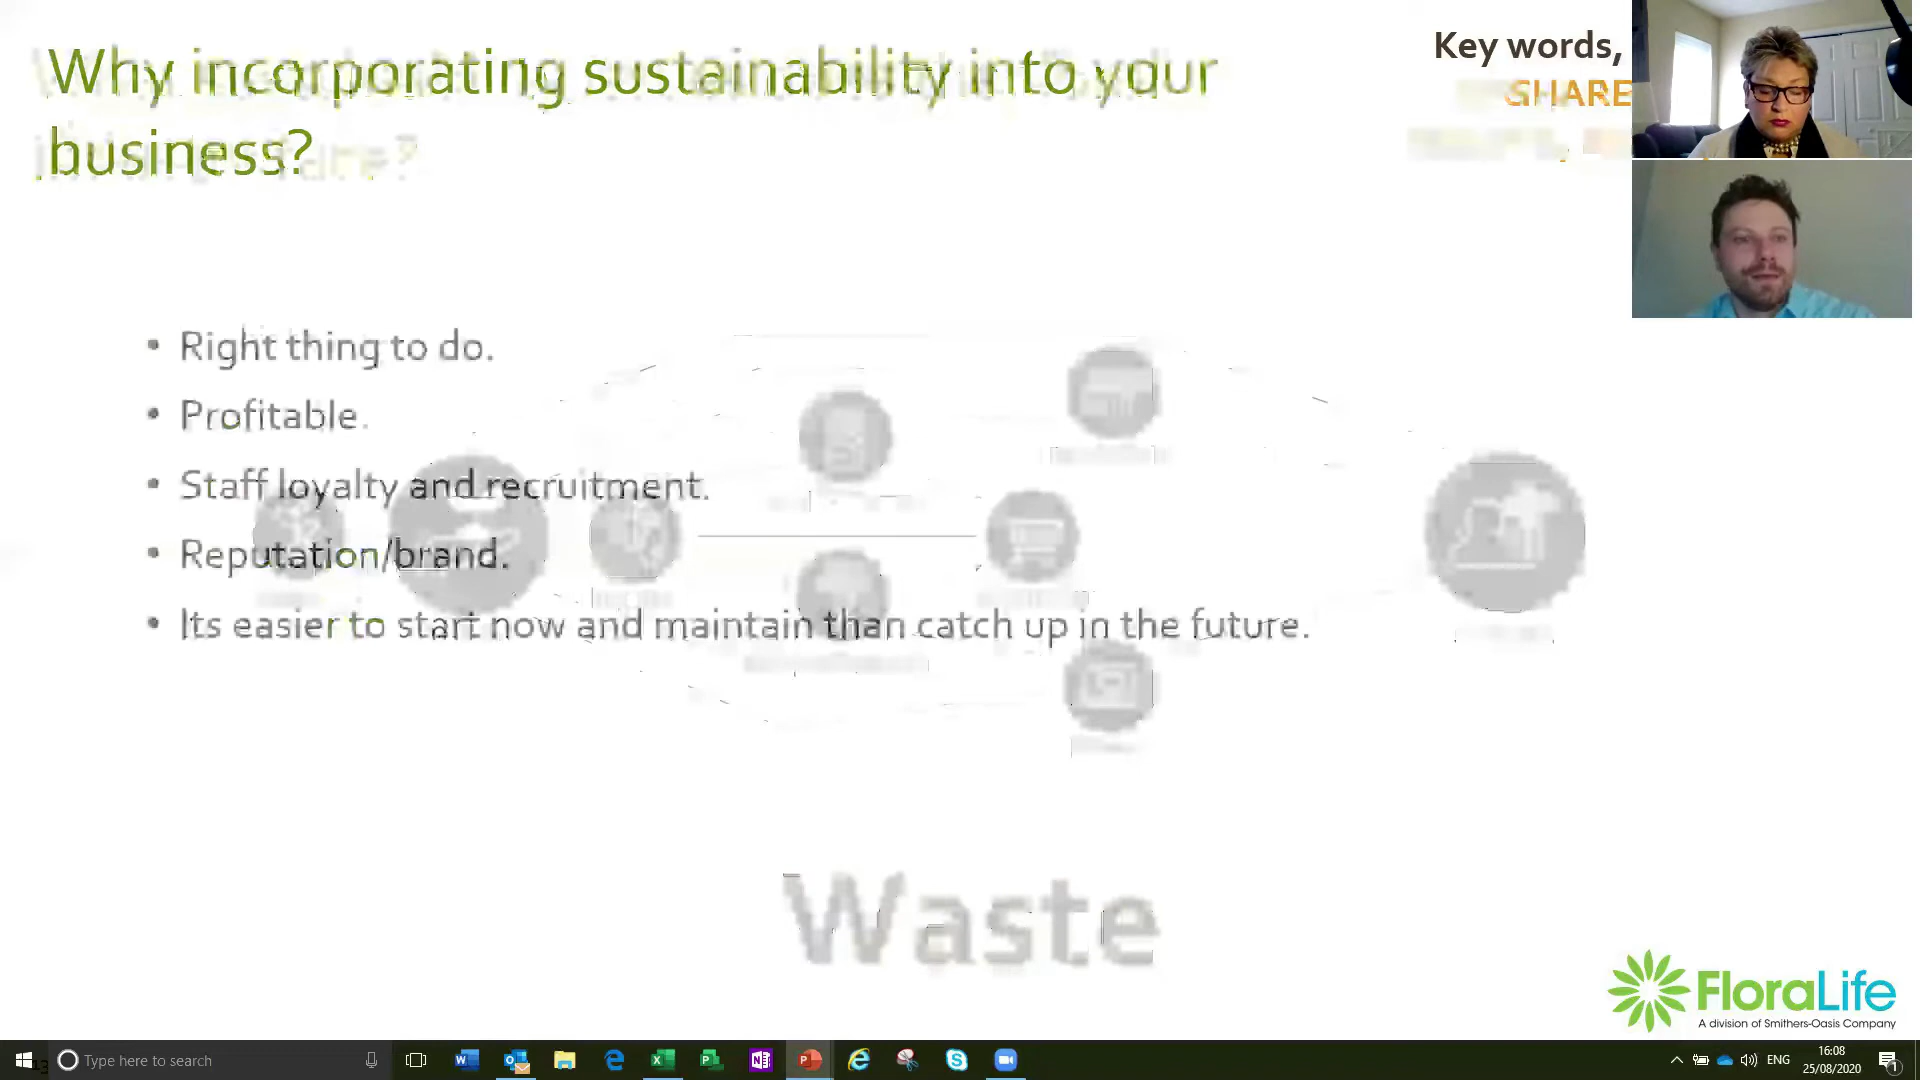 Why incorporating sustainability into your
business?
Key words,
SHARE
• Right thing to do.
• Profitable.
• Staff loyalty and recruitment.
• Reputation/brand.
• Its easier to start now and maintain than catch up in the future.
Waste
FloraLife
A division of Smithers-Oasis Company
Type here to search
ENG
16:08
25/08/2020